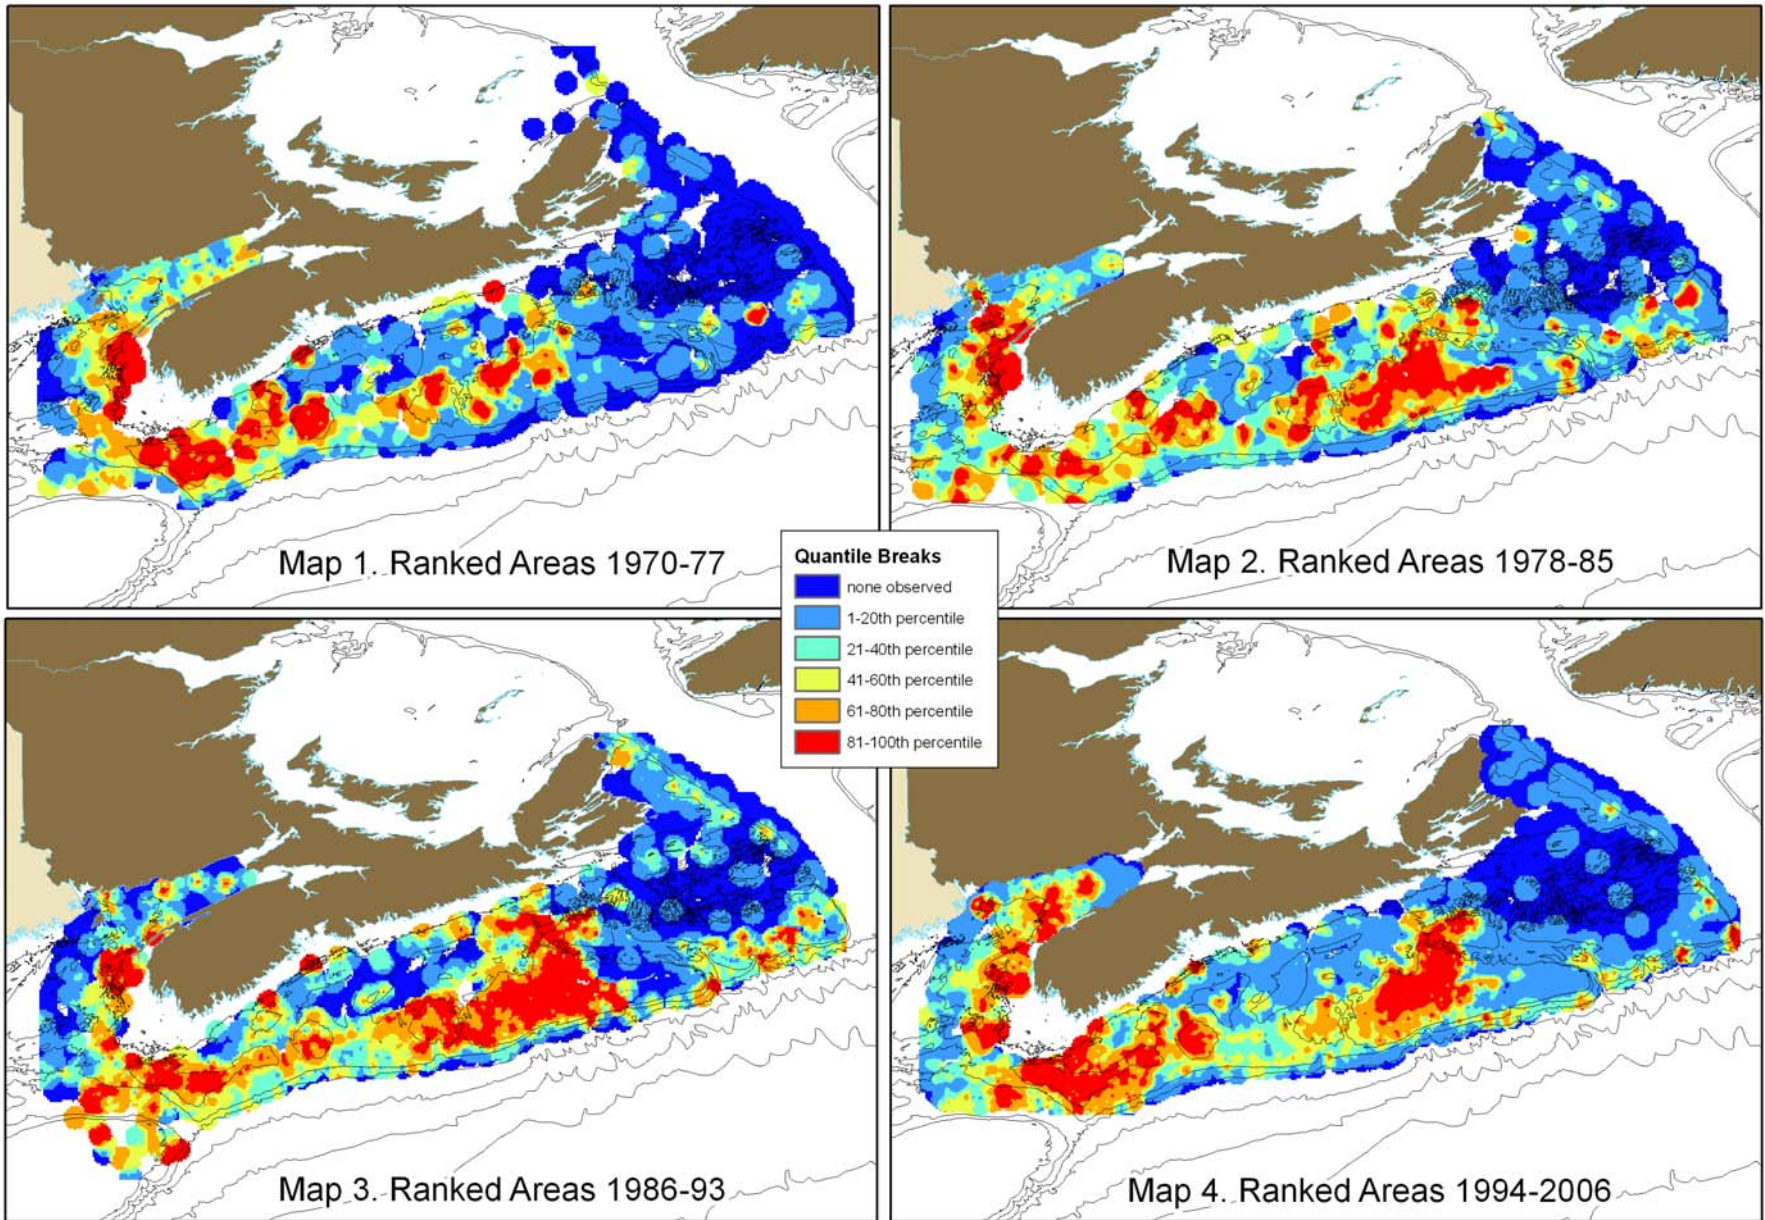 Map 1. Ranked Areas 1970-77
Map 2. Ranked Areas 1978-85
Quantile Breaks
none observed
1-20th percentile
21-40th percentile
41-60th percentile
61-80th percentile
81-100th percentile
Map 3. Ranked Areas 1986-93
Map 4. Ranked Areas 1994-2006